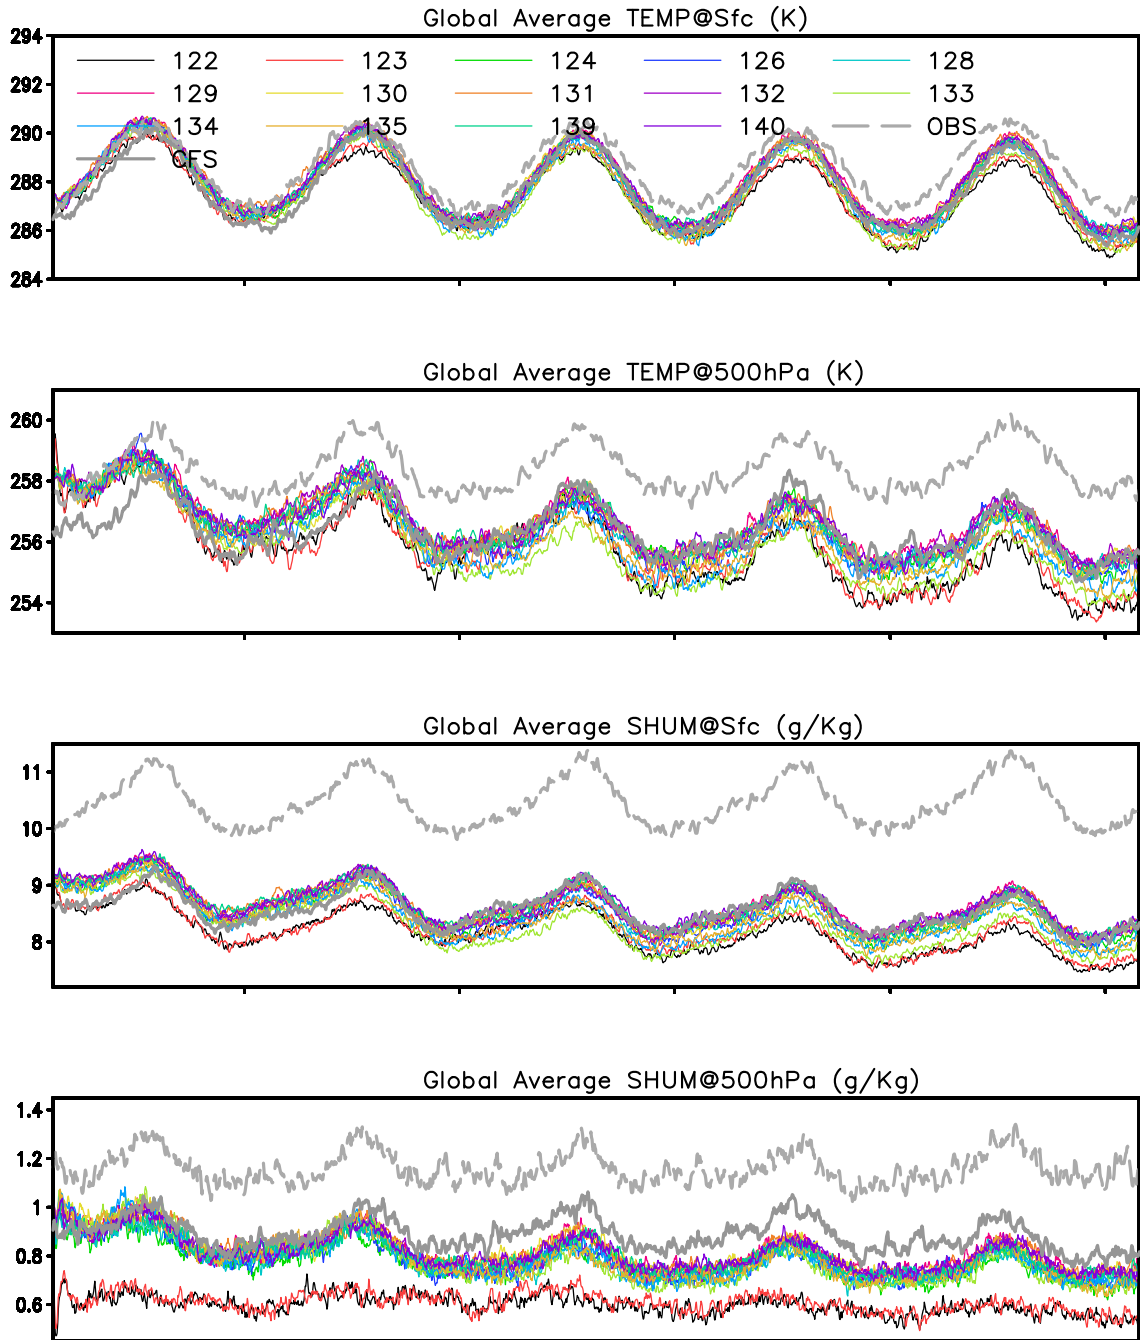 Global Average TEMP@Sfc (K)
294
122 123 124 126 128
292
129 130 131 132 133
290
134 135 139 140 OBS
CFS
288
286
284
Global Average TEMP@500hPa (K)
260
258
256
254
Global Average SHUM@Sfc (g/Kg)
11
10
9
8
Global Average SHUM@500hPa (g/Kg)
1.4
1.2
1
0.8
0.6